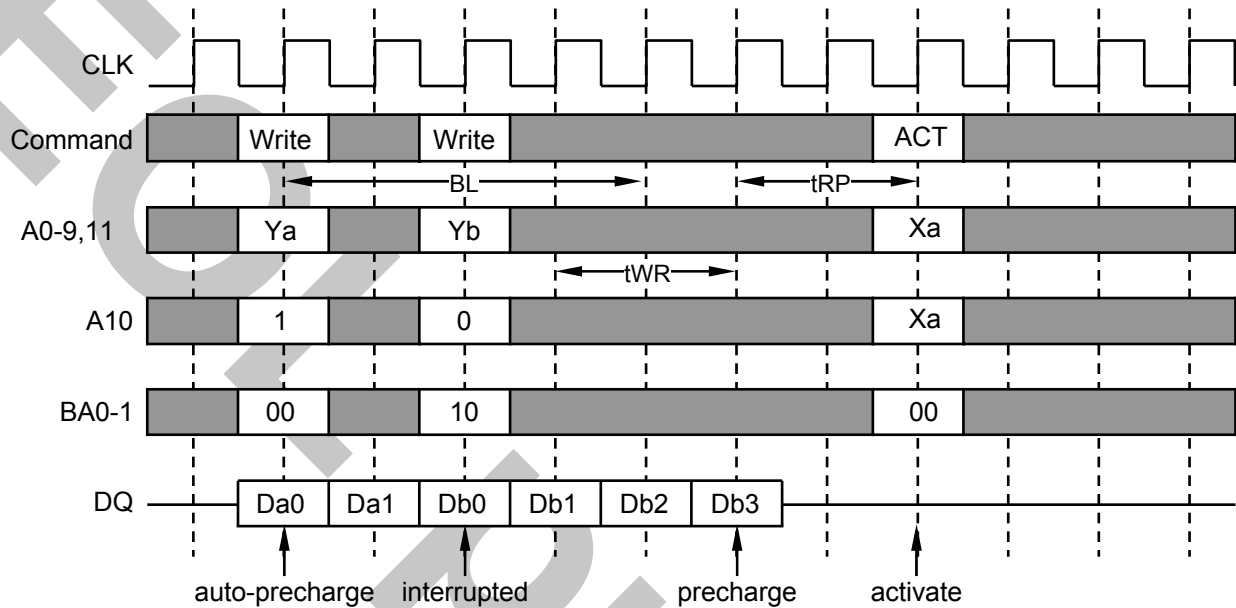 CLK
Command Write Write ACT
BL tRP
A0-9,11 Ya Yb Xa
tWR
A10 1 0 Xa
BA0-1 00 10 00
DQ Da0 Da1 Db0 Db1 Db2 Db3
auto-precharge interrupted precharge activate